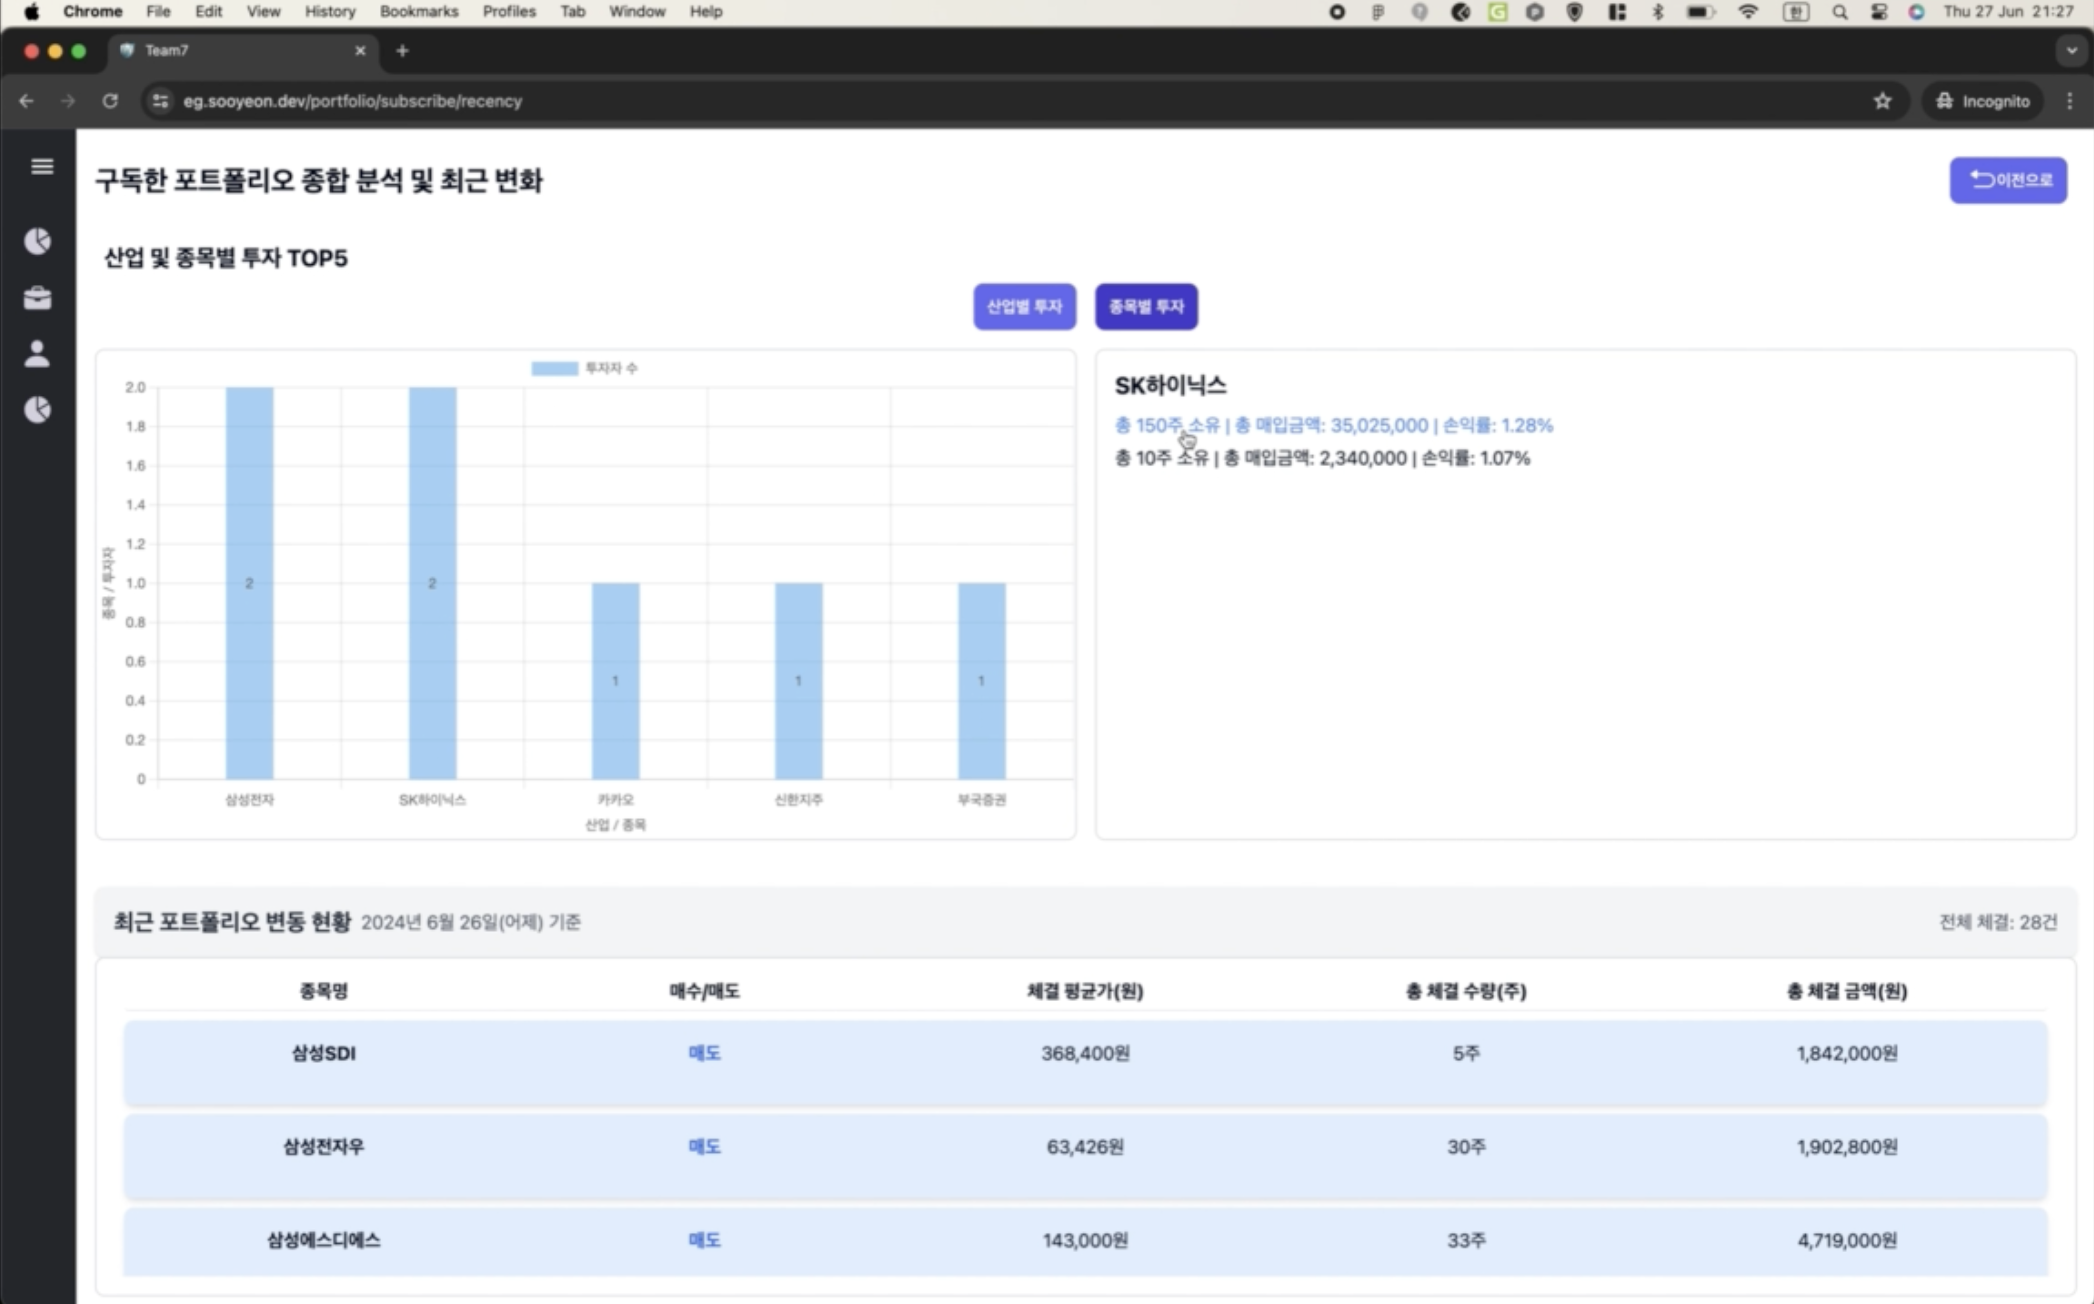 Chrome File Edit View History Bookmarks Profiles Tab Window Help Thu 27 Jun 21:27
Team7
eg.sooyeon.dev/portfolio/subscribe/recency Incognito
구독한 포트폴리오 종합 분석 및 최근 변화
이전으로
산업 및 종목별 투자 TOP5
산업별 투자 종목별 투자
투자자 수
2.0
1.8
1.6
1.4
1.2
1.0
0.8
0.6
0.4
0.2
0
종목 / 투자자
2 2 1 1 1
삼성전자 SK하이닉스 카카오 신한지주 부국증권
산업 / 종목
SK하이닉스
총 150주 소유 | 총 매입금액: 35,025,000 | 손익률: 1.28%
총 10주 소유 | 총 매입금액: 2,340,000 | 손익률: 1.07%
최근 포트폴리오 변동 현황 2024년 6월 26일(어제) 기준 전체 체결: 28건
종목명 매수/매도 체결 평균가(원) 총 체결 수량(주) 총 체결 금액(원)
삼성SDI 매도 368,400원 5주 1,842,000원
삼성전자우 매도 63,426원 30주 1,902,800원
삼성에스디에스 매도 143,000원 33주 4,719,000원